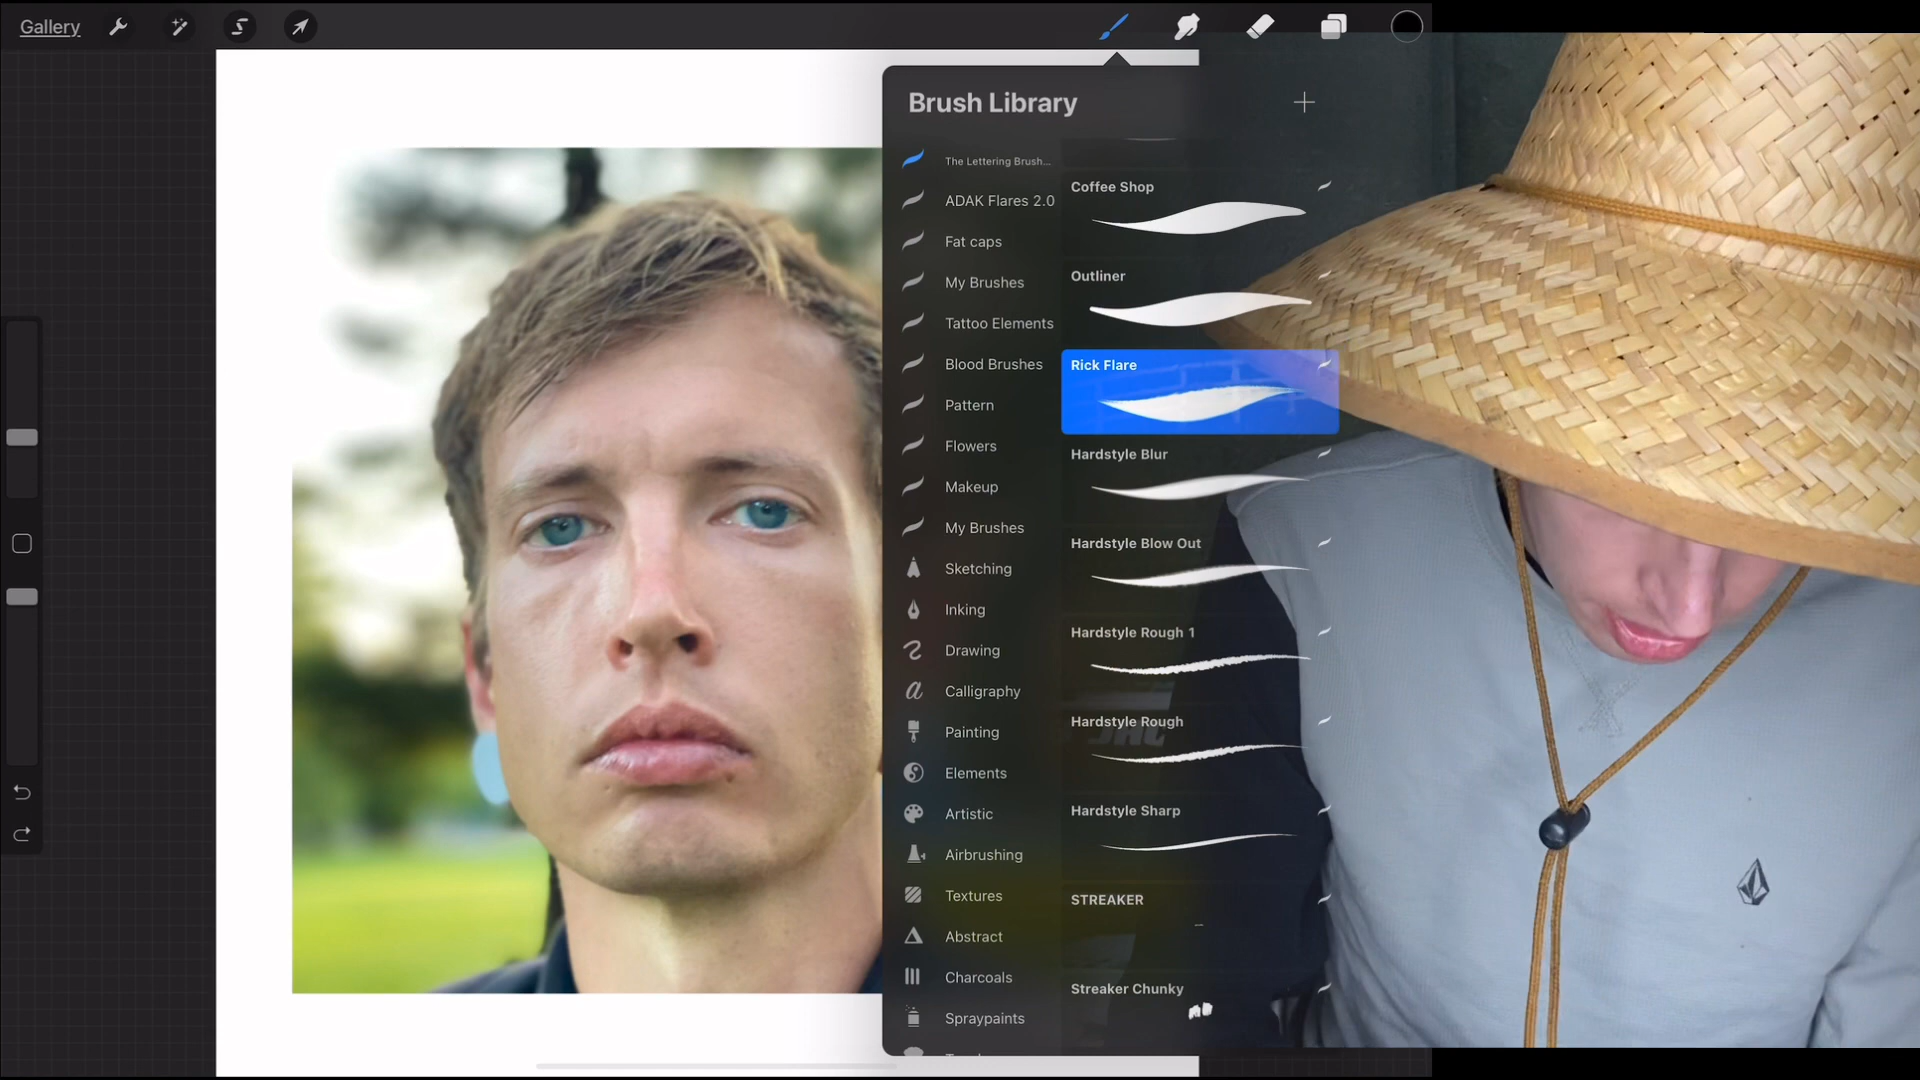 Gallery
Brush Library
The Lettering Brush...
ADAK Flares 2.0
Fat caps
My Brushes
Tattoo Elements
Blood Brushes
Pattern
Flowers
Makeup
My Brushes
Sketching
Inking
Drawing
Calligraphy
Painting
Elements
Artistic
Airbrushing
Textures
Abstract
Charcoals
Spraypaints
Coffee Shop
Outliner
Rick Flare
Hardstyle Blur
Hardstyle Blow Out
Hardstyle Rough 1
Hardstyle Rough
Hardstyle Sharp
STREAKER
Streaker Chunky